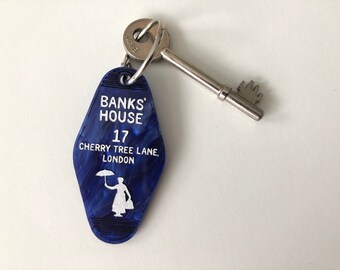 BANKS'
HOUSE
17
CHERRY TREE LANE,
LONDON